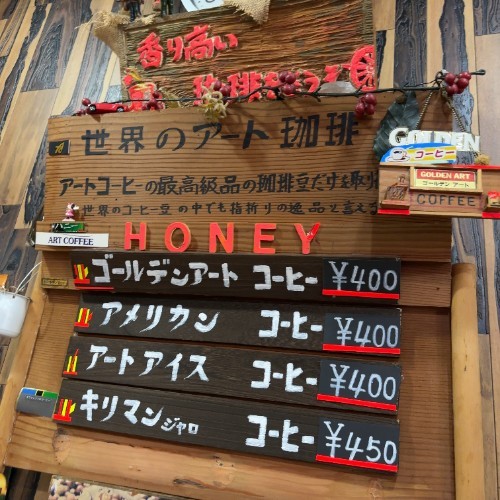 香り高い
珈琲
世界のアート珈琲
アートコーヒーの最高級品の珈琲豆だけを取り
世界のコーヒー豆の中でも指折りの逸品と言え
GOLDEN
コーヒー
GOLDEN ART
ゴールデン アート
COFFEE
ART COFFEE
HONEY
ゴールデンアート コーヒー ¥400
アメリカン コーヒー ¥400
アートアイス コーヒー ¥400
キリマンジャロ コーヒー ¥450